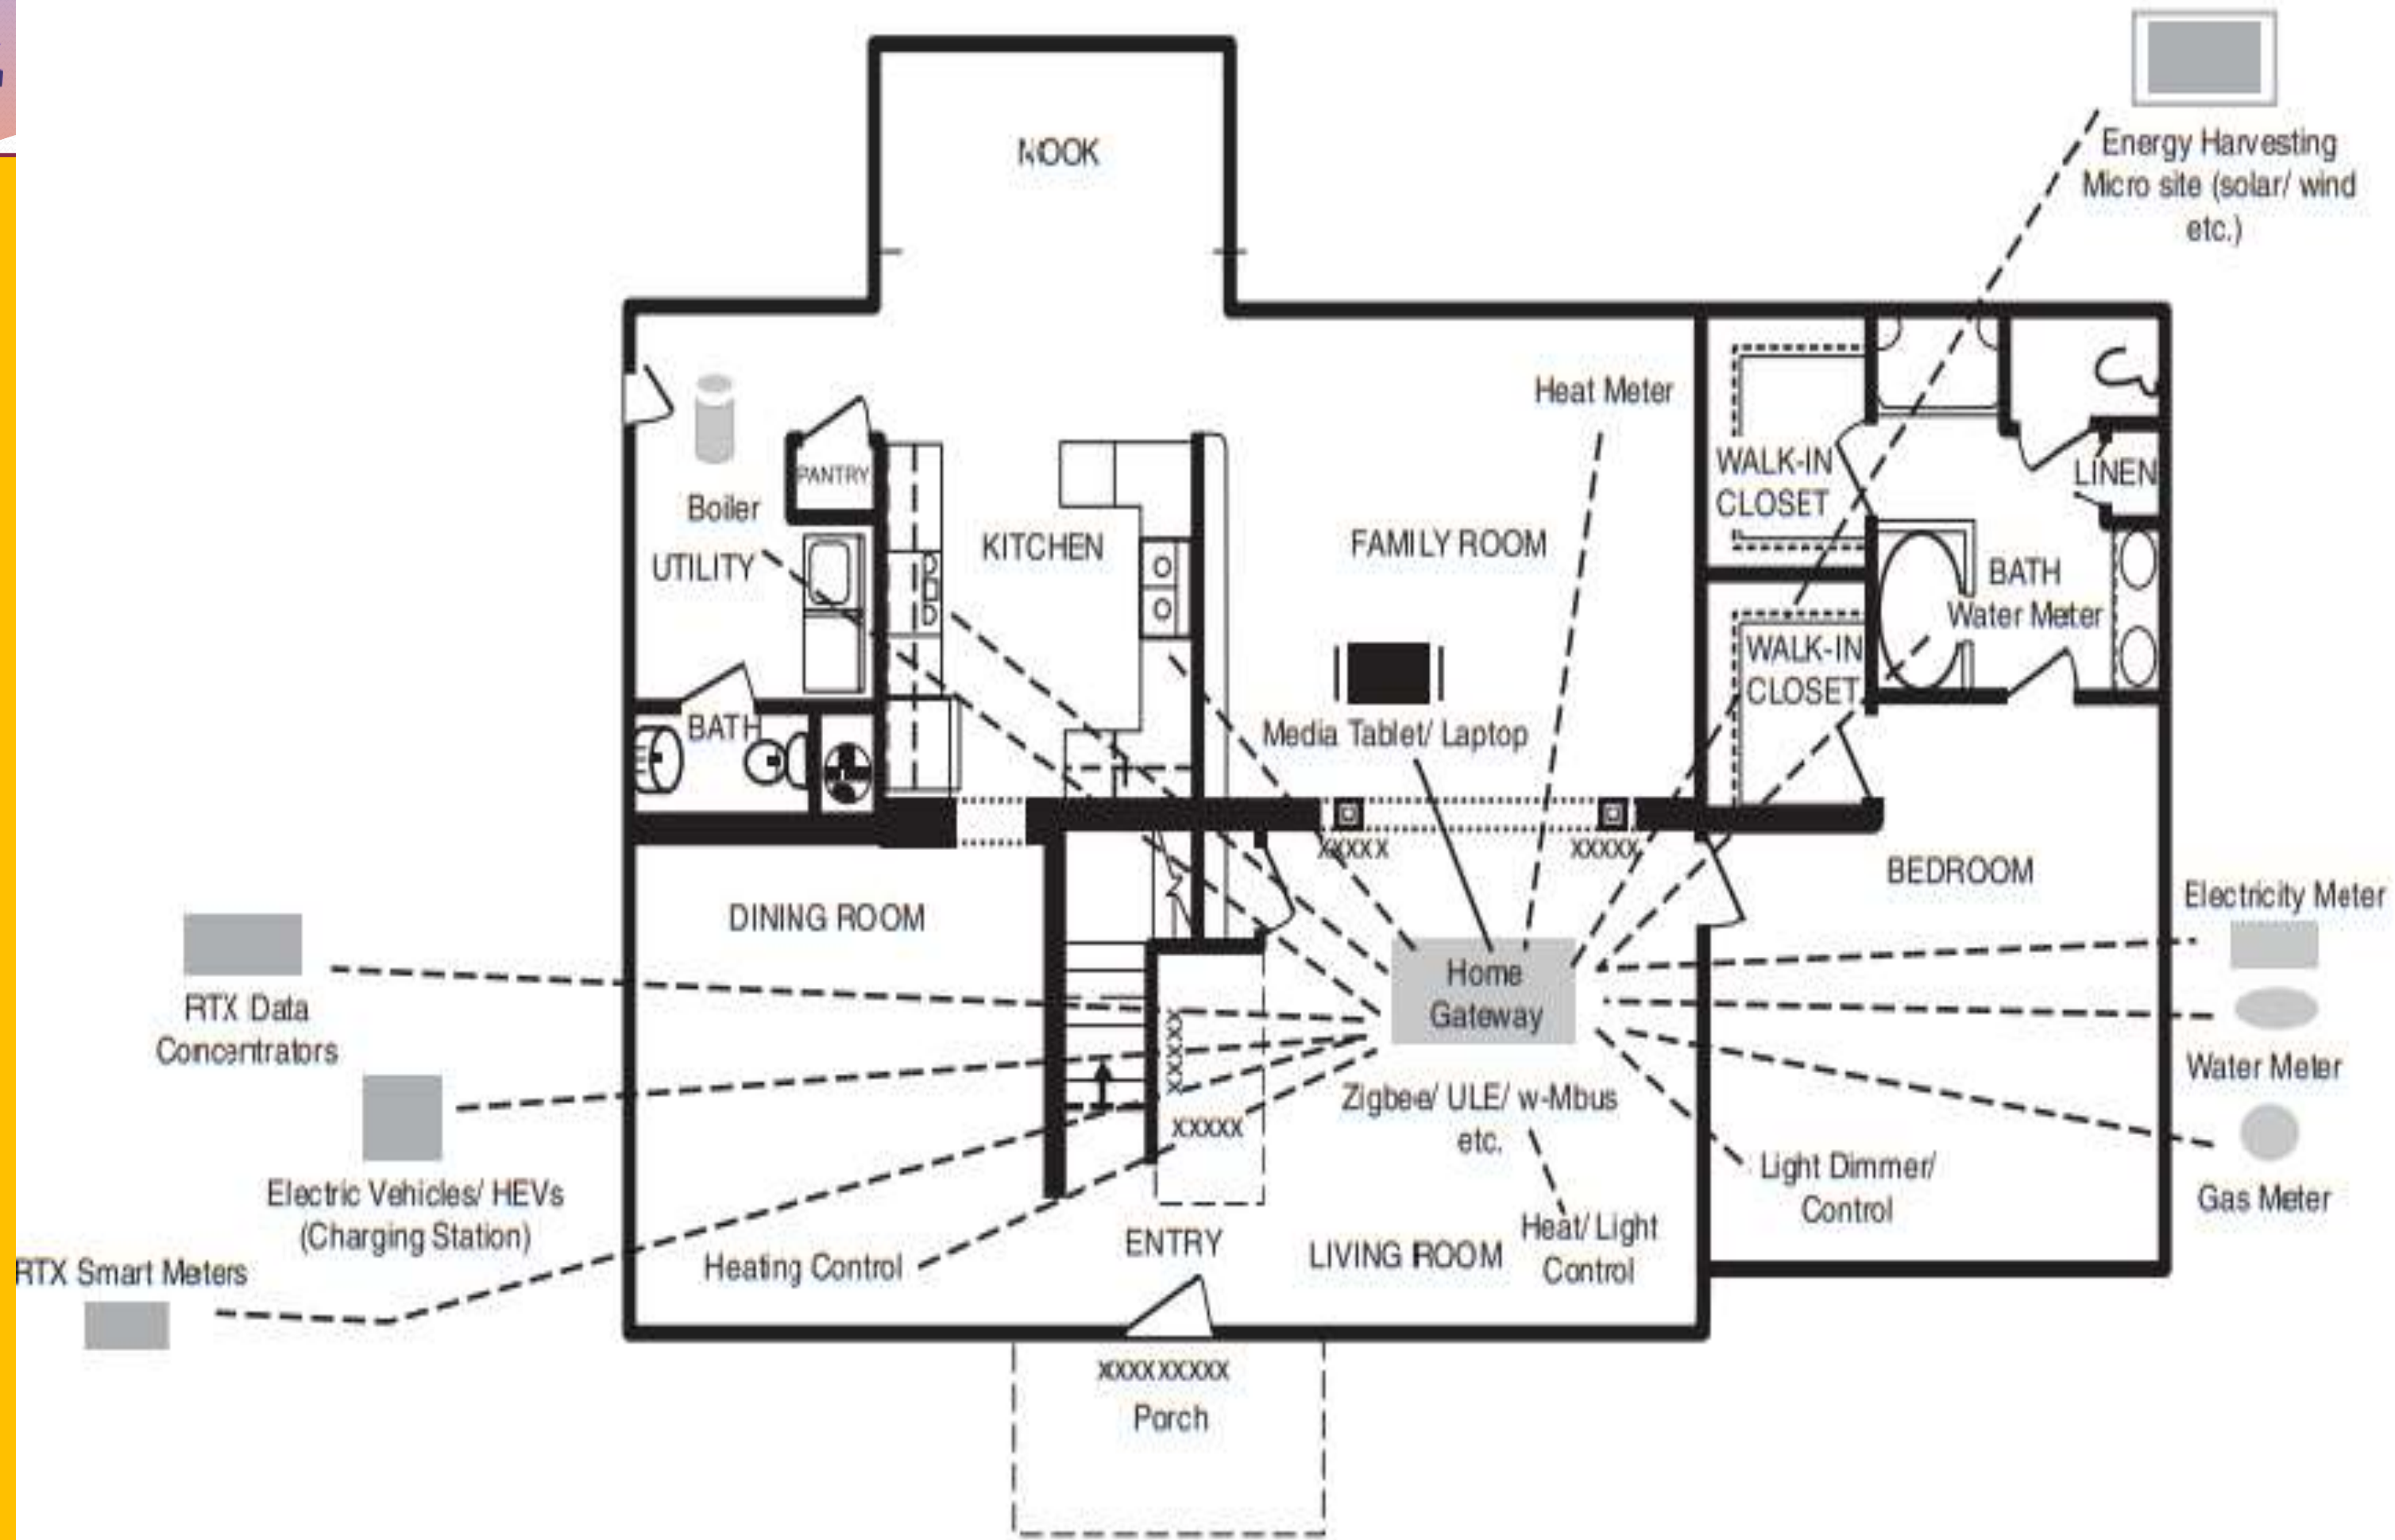 NOOK
Energy Harvesting
Micro site (solar/ wind
etc.)
Heat Meter
PANTRY
WALK-IN
CLOSET
LINEN
Boiler
UTILITY
KITCHEN
FAMILY ROOM
BATH
Water Meter
WALK-IN
CLOSET
BATH
Media Tablet/ Laptop
xxxxx
xxxxx
BEDROOM
Electricity Meter
DINING ROOM
Home
Gateway
RTX Data
Concentrators
xxxxxx
Water Meter
Zigbee/ ULE/ w-Mbus
etc.
xxxxx
Light Dimmer/
Control
Gas Meter
Electric Vehicles/ HEVs
(Charging Station)
Heat/ Light
Control
ENTRY
LIVING ROOM
Heating Control
RTX Smart Meters
xxxxxxxxx
Porch